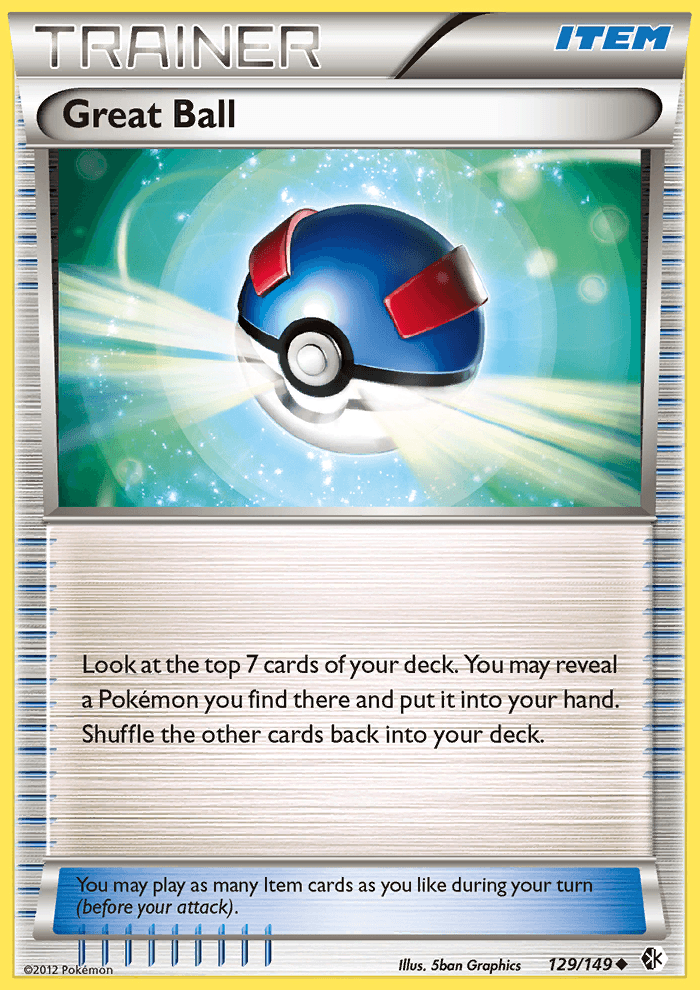 TRAINER
ITEM
Great Ball
Look at the top 7 cards of your deck. You may reveal
a Pokémon you find there and put it into your hand.
Shuffle the other cards back into your deck.
You may play as many Item cards as you like during your turn
(before your attack).
©2012 Pokémon
Illus. 5ban Graphics
129/149